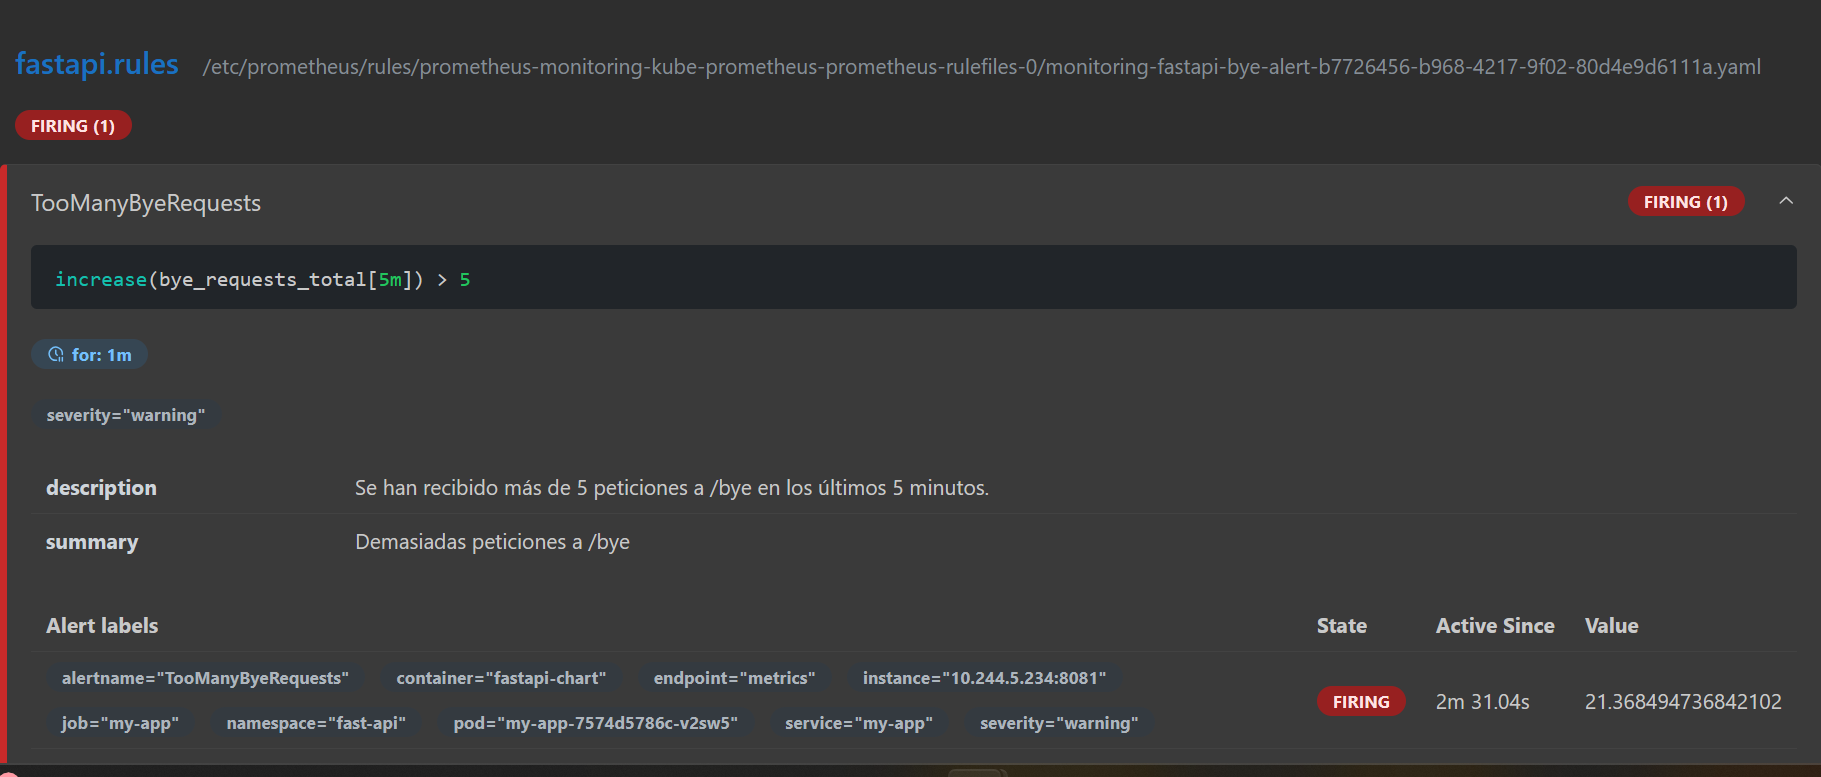 fastapi.rules /etc/prometheus/rules/prometheus-monitoring-kube-prometheus-prometheus-rulefiles-0/monitoring-fastapi-bye-alert-b7726456-b968-4217-9f02-80d4e9d6111a.yaml
FIRING (1)
TooManyByeRequests FIRING (1)
increase(bye_requests_total[5m]) > 5
for: 1m
severity="warning"
description Se han recibido más de 5 peticiones a /bye en los últimos 5 minutos.
summary Demasiadas peticiones a /bye
Alert labels State Active Since Value
alertname="TooManyByeRequests" container="fastapi-chart" endpoint="metrics" instance="10.244.5.234:8081"
FIRING 2m 31.04s 21.368494736842102
job="my-app" namespace="fast-api" pod="my-app-7574d5786c-v2sw5" service="my-app" severity="warning"